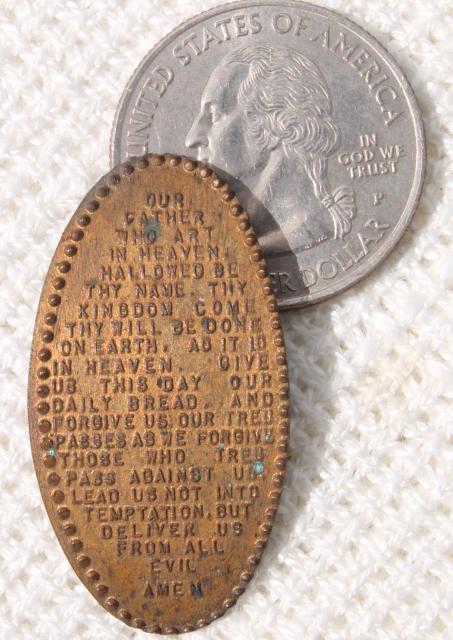 UNITED STATES OF AMERICA
IN
GOD WE
TRUST
P
ER DOLLAR
OUR
FATHER
WHO ART
IN HEAVEN,
HALLOWED BE
THY NAME. THY
KINGDOM COME
THY WILL BE DONE
ON EARTH, AS IT IS
IN HEAVEN. GIVE
US THIS DAY OUR
DAILY BREAD AND
FORGIVE US OUR TRES
PASSES AS WE FORGIVE
THOSE WHO TRES
PASS AGAINST US
LEAD US NOT INTO
TEMPTATION, BUT
DELIVER US
FROM ALL
EVIL
AMEN